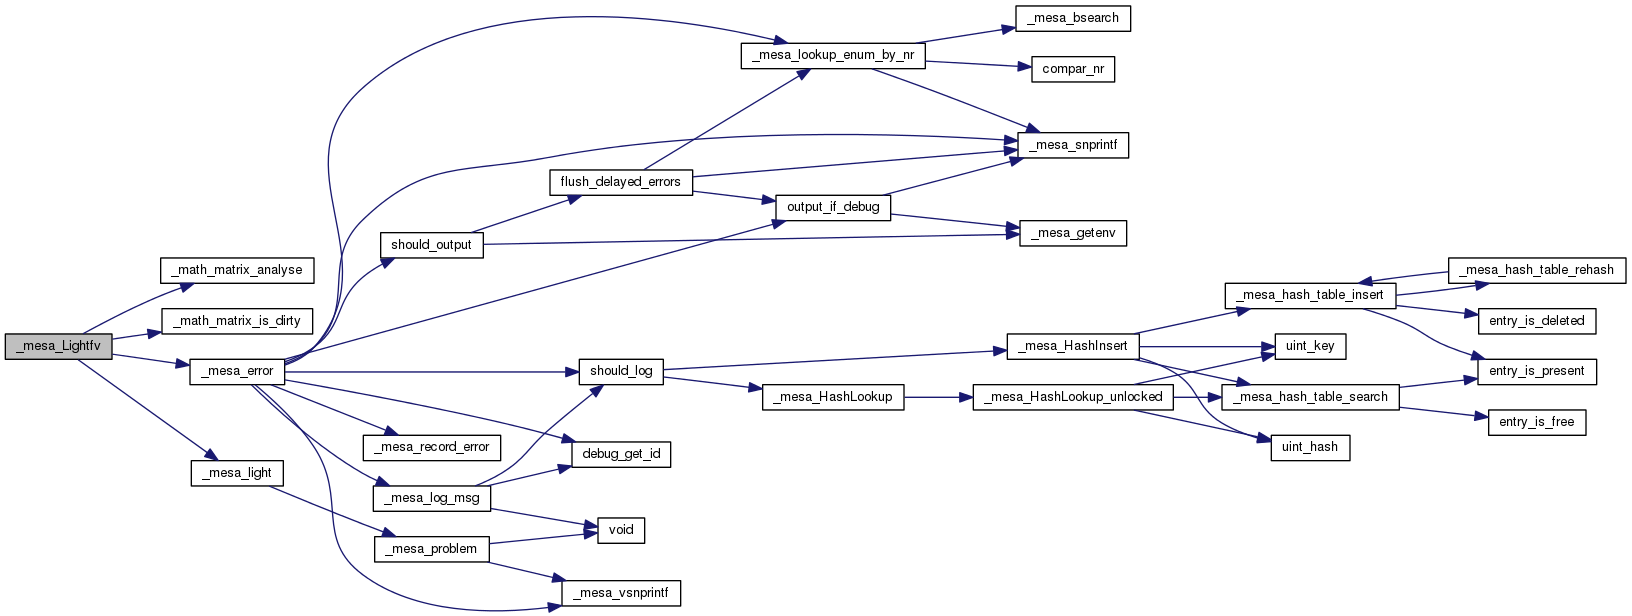 _mesa_Lightfv
_math_matrix_analyse
_math_matrix_is_dirty
_mesa_error
_mesa_light
should_output
_mesa_record_error
_mesa_log_msg
_mesa_problem
flush_delayed_errors
should_log
debug_get_id
void
_mesa_vsnprintf
_mesa_lookup_enum_by_nr
output_if_debug
_mesa_HashLookup
_mesa_bsearch
compar_nr
_mesa_snprintf
_mesa_getenv
_mesa_HashInsert
_mesa_HashLookup_unlocked
_mesa_hash_table_insert
uint_key
_mesa_hash_table_search
uint_hash
_mesa_hash_table_rehash
entry_is_deleted
entry_is_present
entry_is_free